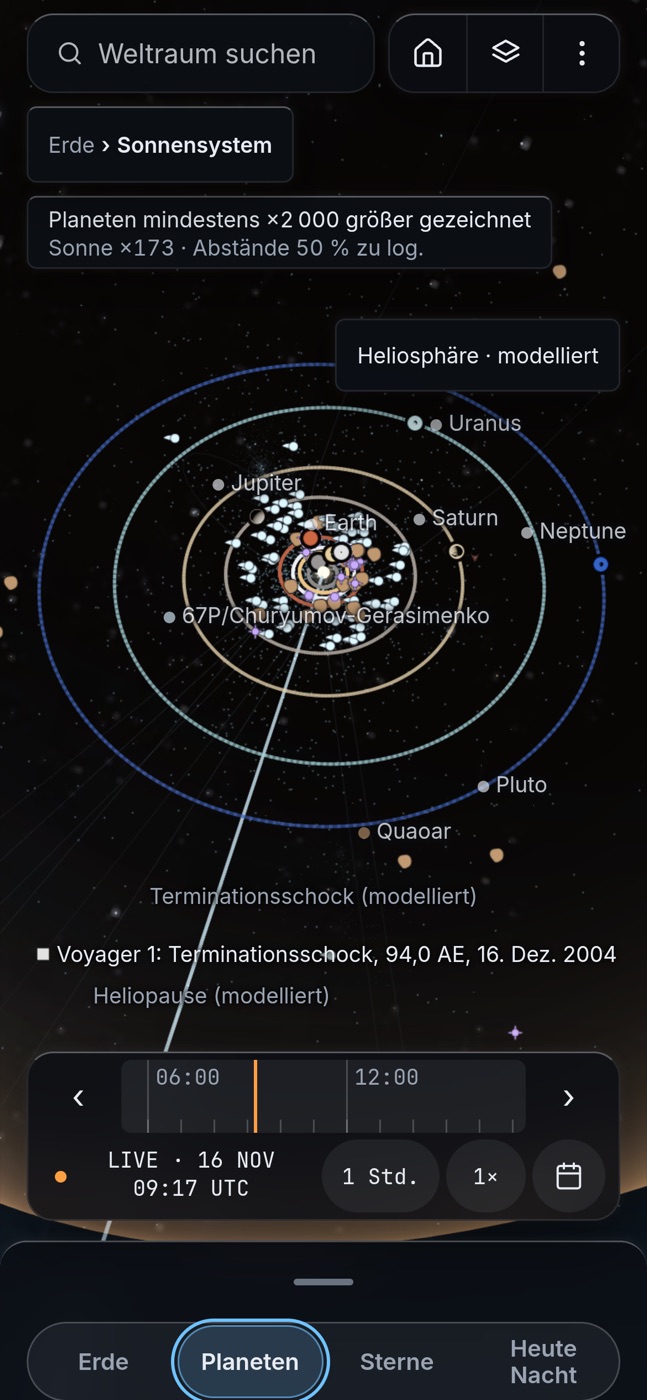 Weltraum suchen
Erde › Sonnensystem
Planeten mindestens ×2 000 größer gezeichnet
Sonne ×173 · Abstände 50 % zu log.
Heliosphäre · modelliert
Uranus
Jupiter
Saturn
Earth
Neptune
67P/Churyumov-Gerasimenko
Pluto
Quaoar
Terminationsschock (modelliert)
Voyager 1: Terminationsschock, 94,0 AE, 16. Dez. 2004
Heliopause (modelliert)
‹ 06:00 12:00 ›
LIVE · 16 NOV
09:17 UTC
1 Std.
1×
Erde
Planeten
Sterne
Heute
Nacht